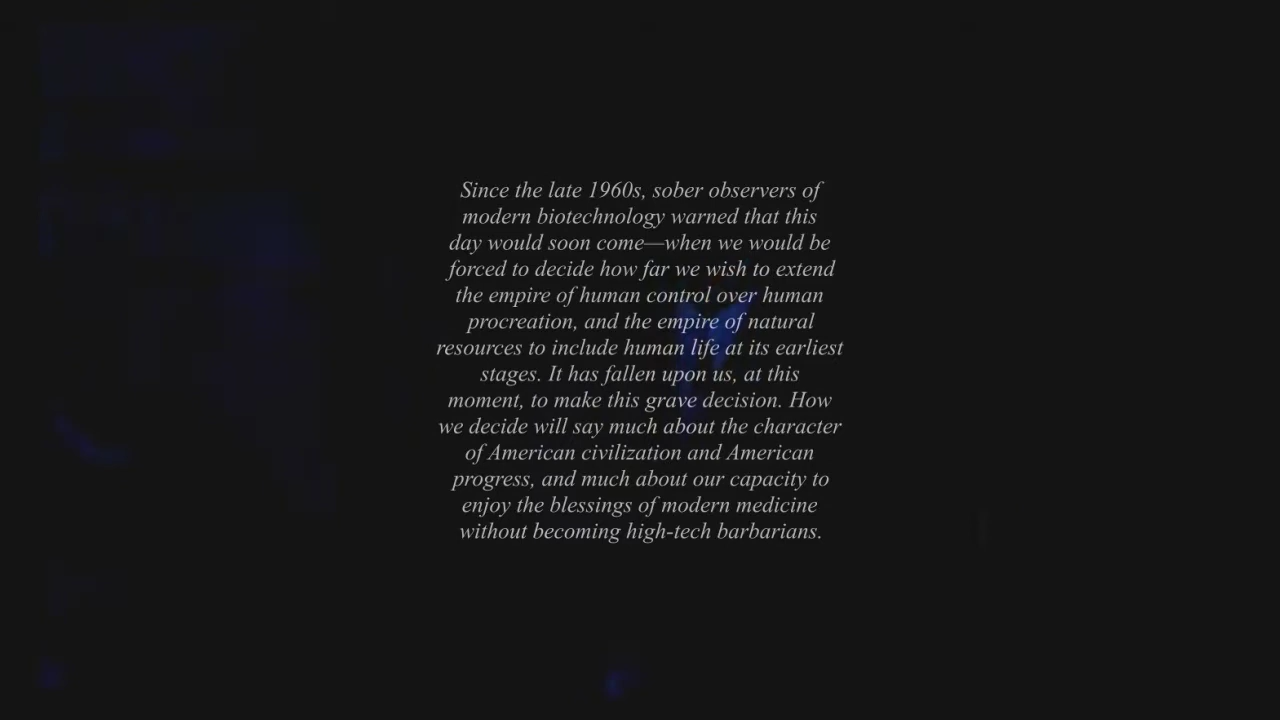 Since the late 1960s, sober observers of
modern biotechnology warned that this
day would soon come—when we would be
forced to decide how far we wish to extend
the empire of human control over human
procreation, and the empire of natural
resources to include human life at its earliest
stages. It has fallen upon us, at this
moment, to make this grave decision. How
we decide will say much about the character
of American civilization and American
progress, and much about our capacity to
enjoy the blessings of modern medicine
without becoming high-tech barbarians.